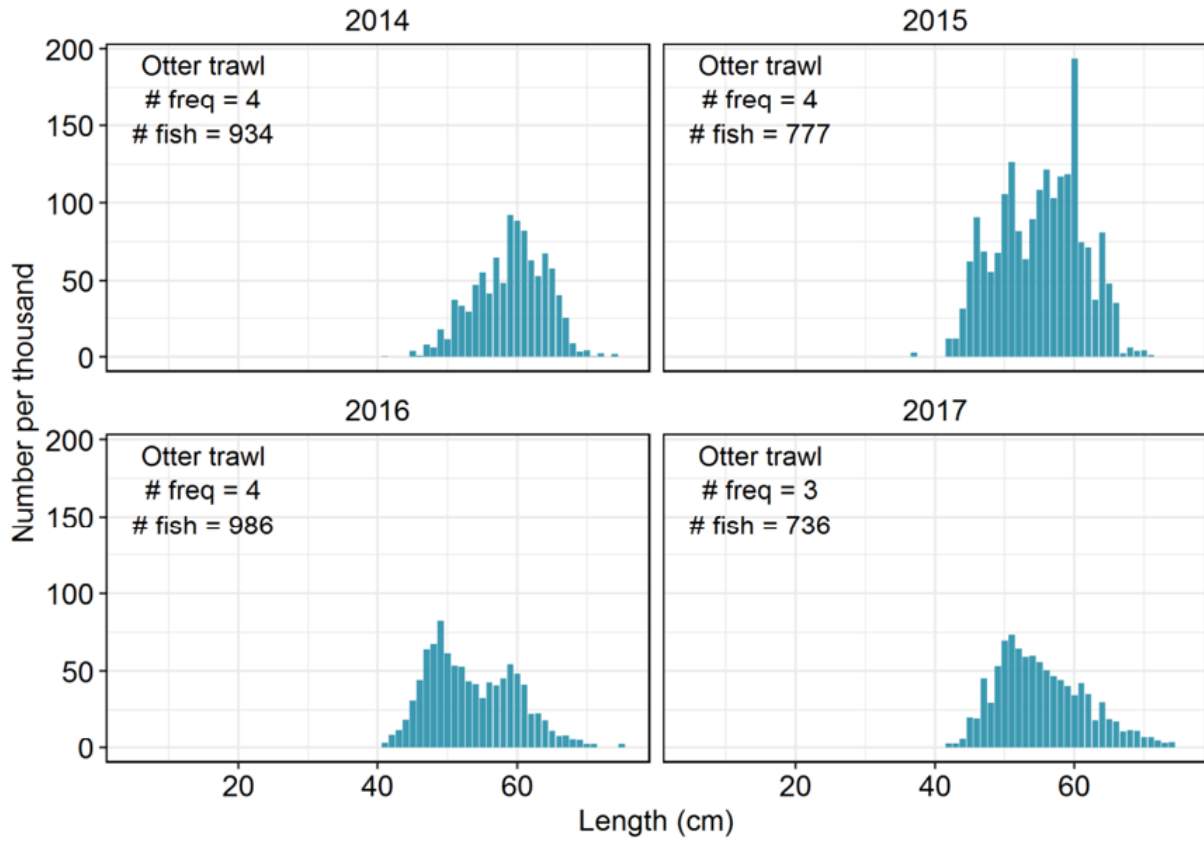 2014
Otter trawl
# freq = 4
# fish = 934
2015
Otter trawl
# freq = 4
# fish = 777
200
150
100
50
0
2016
Otter trawl
# freq = 4
# fish = 986
2017
Otter trawl
# freq = 3
# fish = 736
200
150
100
50
0
Number per thousand
20 40 60
20 40 60
Length (cm)